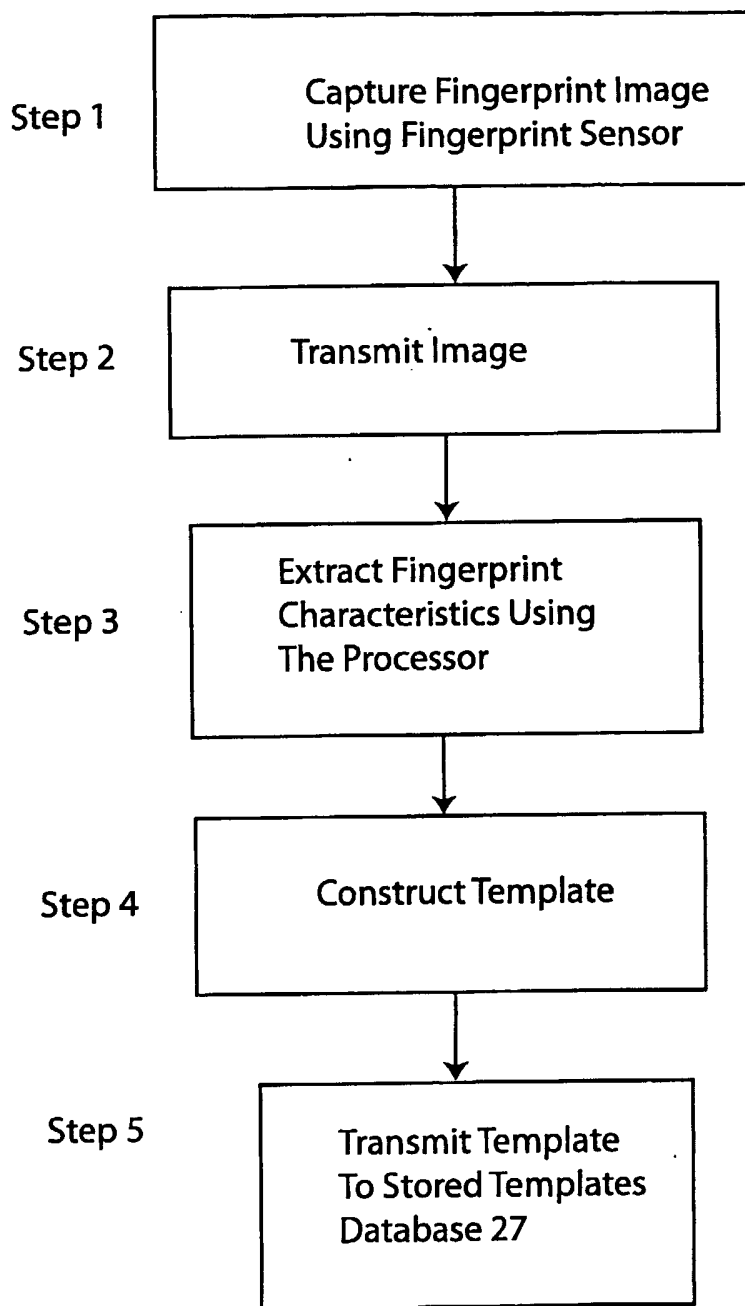 Step 1
Capture Fingerprint Image
Using Fingerprint Sensor
Step 2
Transmit Image
Step 3
Extract Fingerprint
Characteristics Using
The Processor
Step 4
Construct Template
Step 5
Transmit Template
To Stored Templates
Database 27